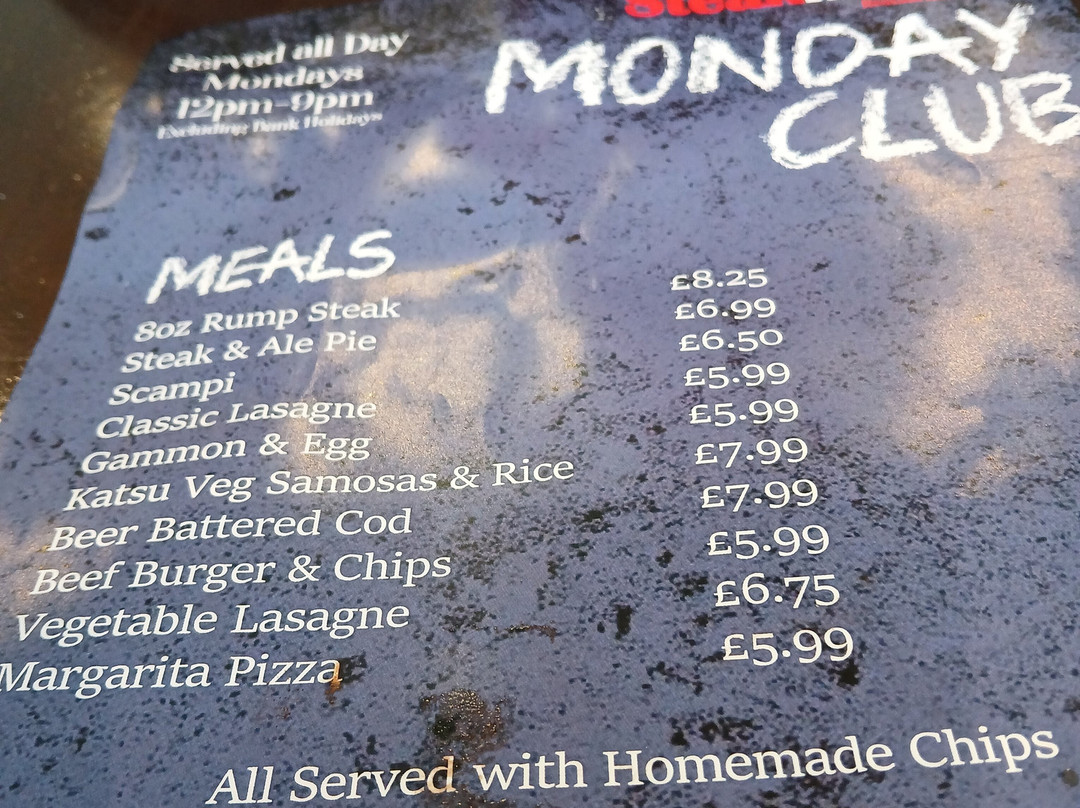 Served all Day
Mondays
12pm-9pm
Excluding Bank Holidays
MONDAY
CLUB
MEALS
8oz Rump Steak £8.25
Steak & Ale Pie £6.99
Scampi £6.50
Classic Lasagne £5.99
Gammon & Egg £5.99
Katsu Veg Samosas & Rice £7.99
Beer Battered Cod £7.99
Beef Burger & Chips £5.99
Vegetable Lasagne £6.75
Margarita Pizza £5.99
All Served with Homemade Chips